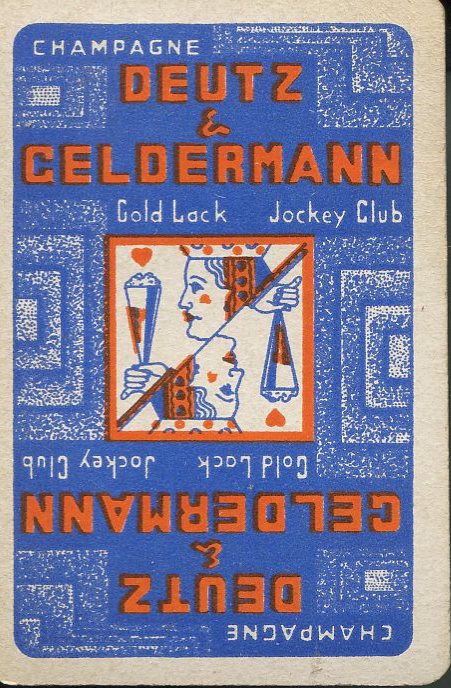 CHAMPAGNE
DEUTZ
&
GELDERMANN
Gold Lack Jockey Club
Gold Lack Jockey Club
GELDERMANN
&
DEUTZ
CHAMPAGNE